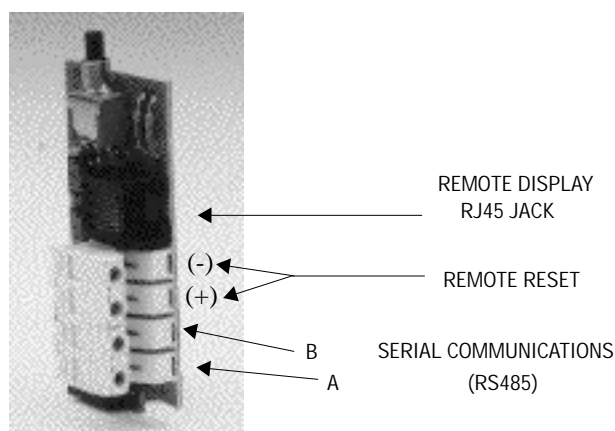 REMOTE DISPLAY
RJ45 JACK
(-)
(+)
REMOTE RESET
B
SERIAL COMMUNICATIONS
A
(RS485)